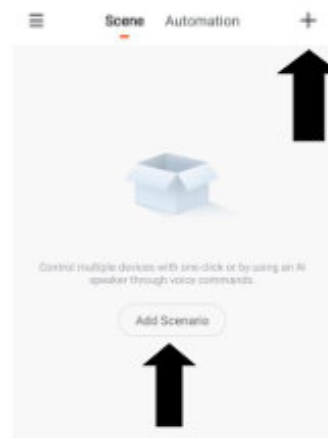 Scene Automation
Control multiple devices with one-click or by using an AI
speaker through voice commands.
Add Scenario